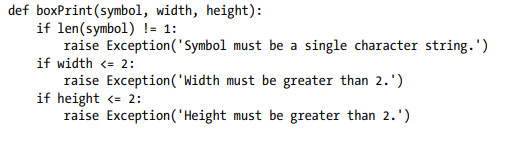 def boxPrint(symbol, width, height):
    if len(symbol) != 1:
        raise Exception('Symbol must be a single character string.')
    if width <= 2:
        raise Exception('Width must be greater than 2.')
    if height <= 2:
        raise Exception('Height must be greater than 2.')